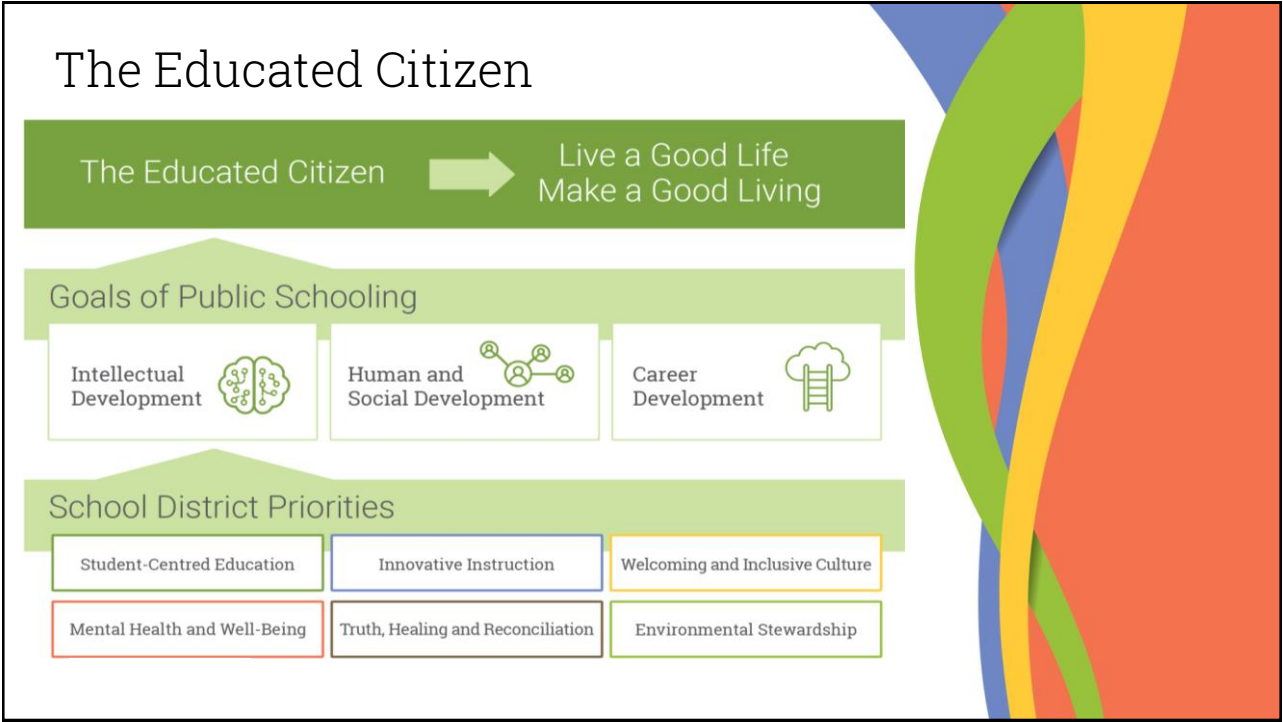 The Educated Citizen
The Educated Citizen
Live a Good Life
Make a Good Living
Goals of Public Schooling
Intellectual
Development
Human and
Social Development
Career
Development
School District Priorities
Student-Centred Education
Innovative Instruction
Welcoming and Inclusive Culture
Mental Health and Well-Being
Truth, Healing and Reconciliation
Environmental Stewardship